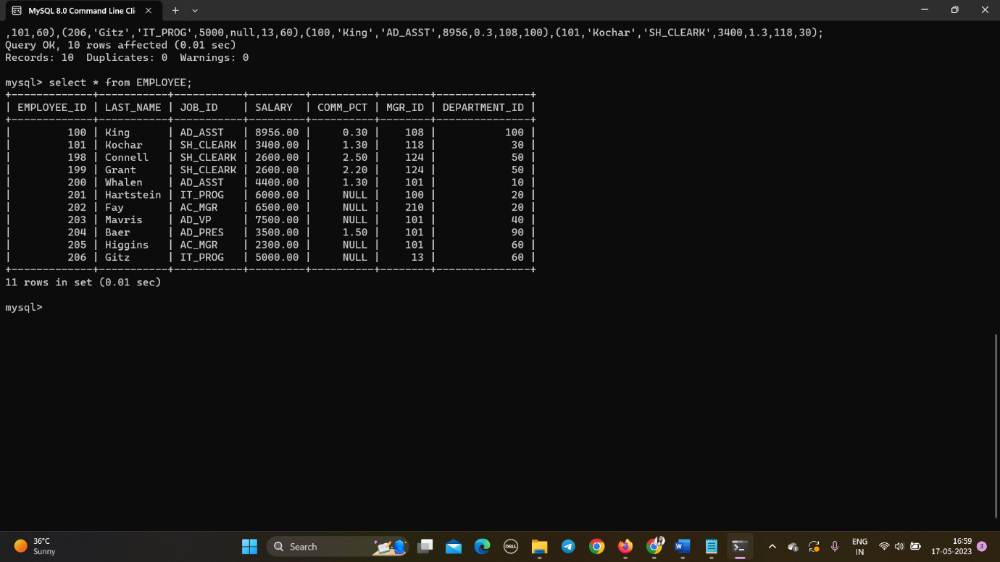 MySQL 8.0 Command Line Cli
,101,60),(206,'Gitz','IT_PROG',5000,null,13,60),(100,'King','AD_ASST',8956,0.3,108,100),(101,'Kochar','SH_CLEARK',3400,1.3,118,30);
Query OK, 10 rows affected (0.01 sec)
Records: 10  Duplicates: 0  Warnings: 0
mysql> select * from EMPLOYEE;
+-------------+-----------+-----------+---------+----------+--------+---------------+
| EMPLOYEE_ID | LAST_NAME | JOB_ID    | SALARY  | COMM_PCT | MGR_ID | DEPARTMENT_ID |
+-------------+-----------+-----------+---------+----------+--------+---------------+
|         100 | King      | AD_ASST   | 8956.00 |     0.30 |    108 |           100 |
|         101 | Kochar    | SH_CLEARK | 3400.00 |     1.30 |    118 |            30 |
|         198 | Connell   | SH_CLEARK | 2600.00 |     2.50 |    124 |            50 |
|         199 | Grant     | SH_CLEARK | 2600.00 |     2.20 |    124 |            50 |
|         200 | Whalen    | AD_ASST   | 4400.00 |     1.30 |    101 |            10 |
|         201 | Hartstein | IT_PROG   | 6000.00 |     NULL |    100 |            20 |
|         202 | Fay       | AC_MGR    | 6500.00 |     NULL |    210 |            20 |
|         203 | Mavris    | AD_VP     | 7500.00 |     NULL |    101 |            40 |
|         204 | Baer      | AD_PRES   | 3500.00 |     1.50 |    101 |            90 |
|         205 | Higgins   | AC_MGR    | 2300.00 |     NULL |    101 |            60 |
|         206 | Gitz      | IT_PROG   | 5000.00 |     NULL |     13 |            60 |
+-------------+-----------+-----------+---------+----------+--------+---------------+
11 rows in set (0.01 sec)
mysql>
36°C
Sunny
Search
DELL
ENG
IN
16:59
17-05-2023
3